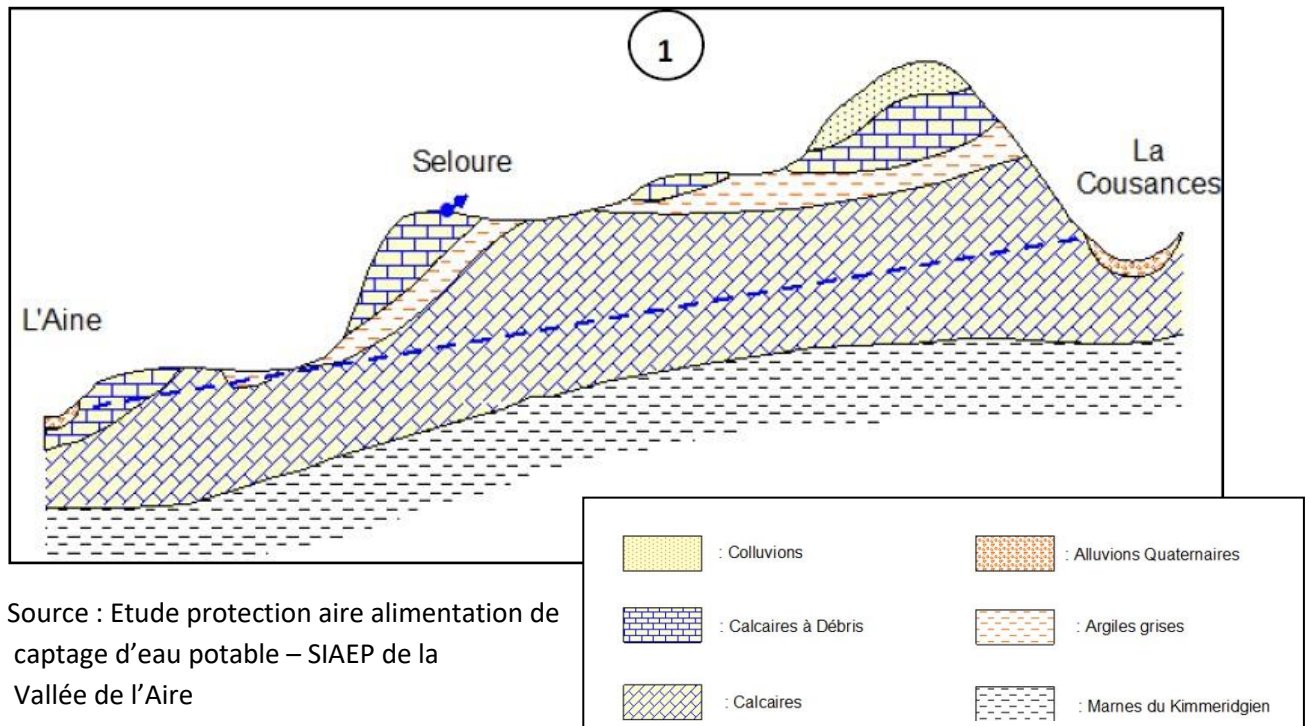 1
Seloure
La
Cousances
L'Aine
: Colluvions
: Alluvions Quaternaires
: Calcaires à Débris
: Argiles grises
: Calcaires
: Marnes du Kimmeridgien
Source : Etude protection aire alimentation de
captage d'eau potable – SIAEP de la
Vallée de l'Aire